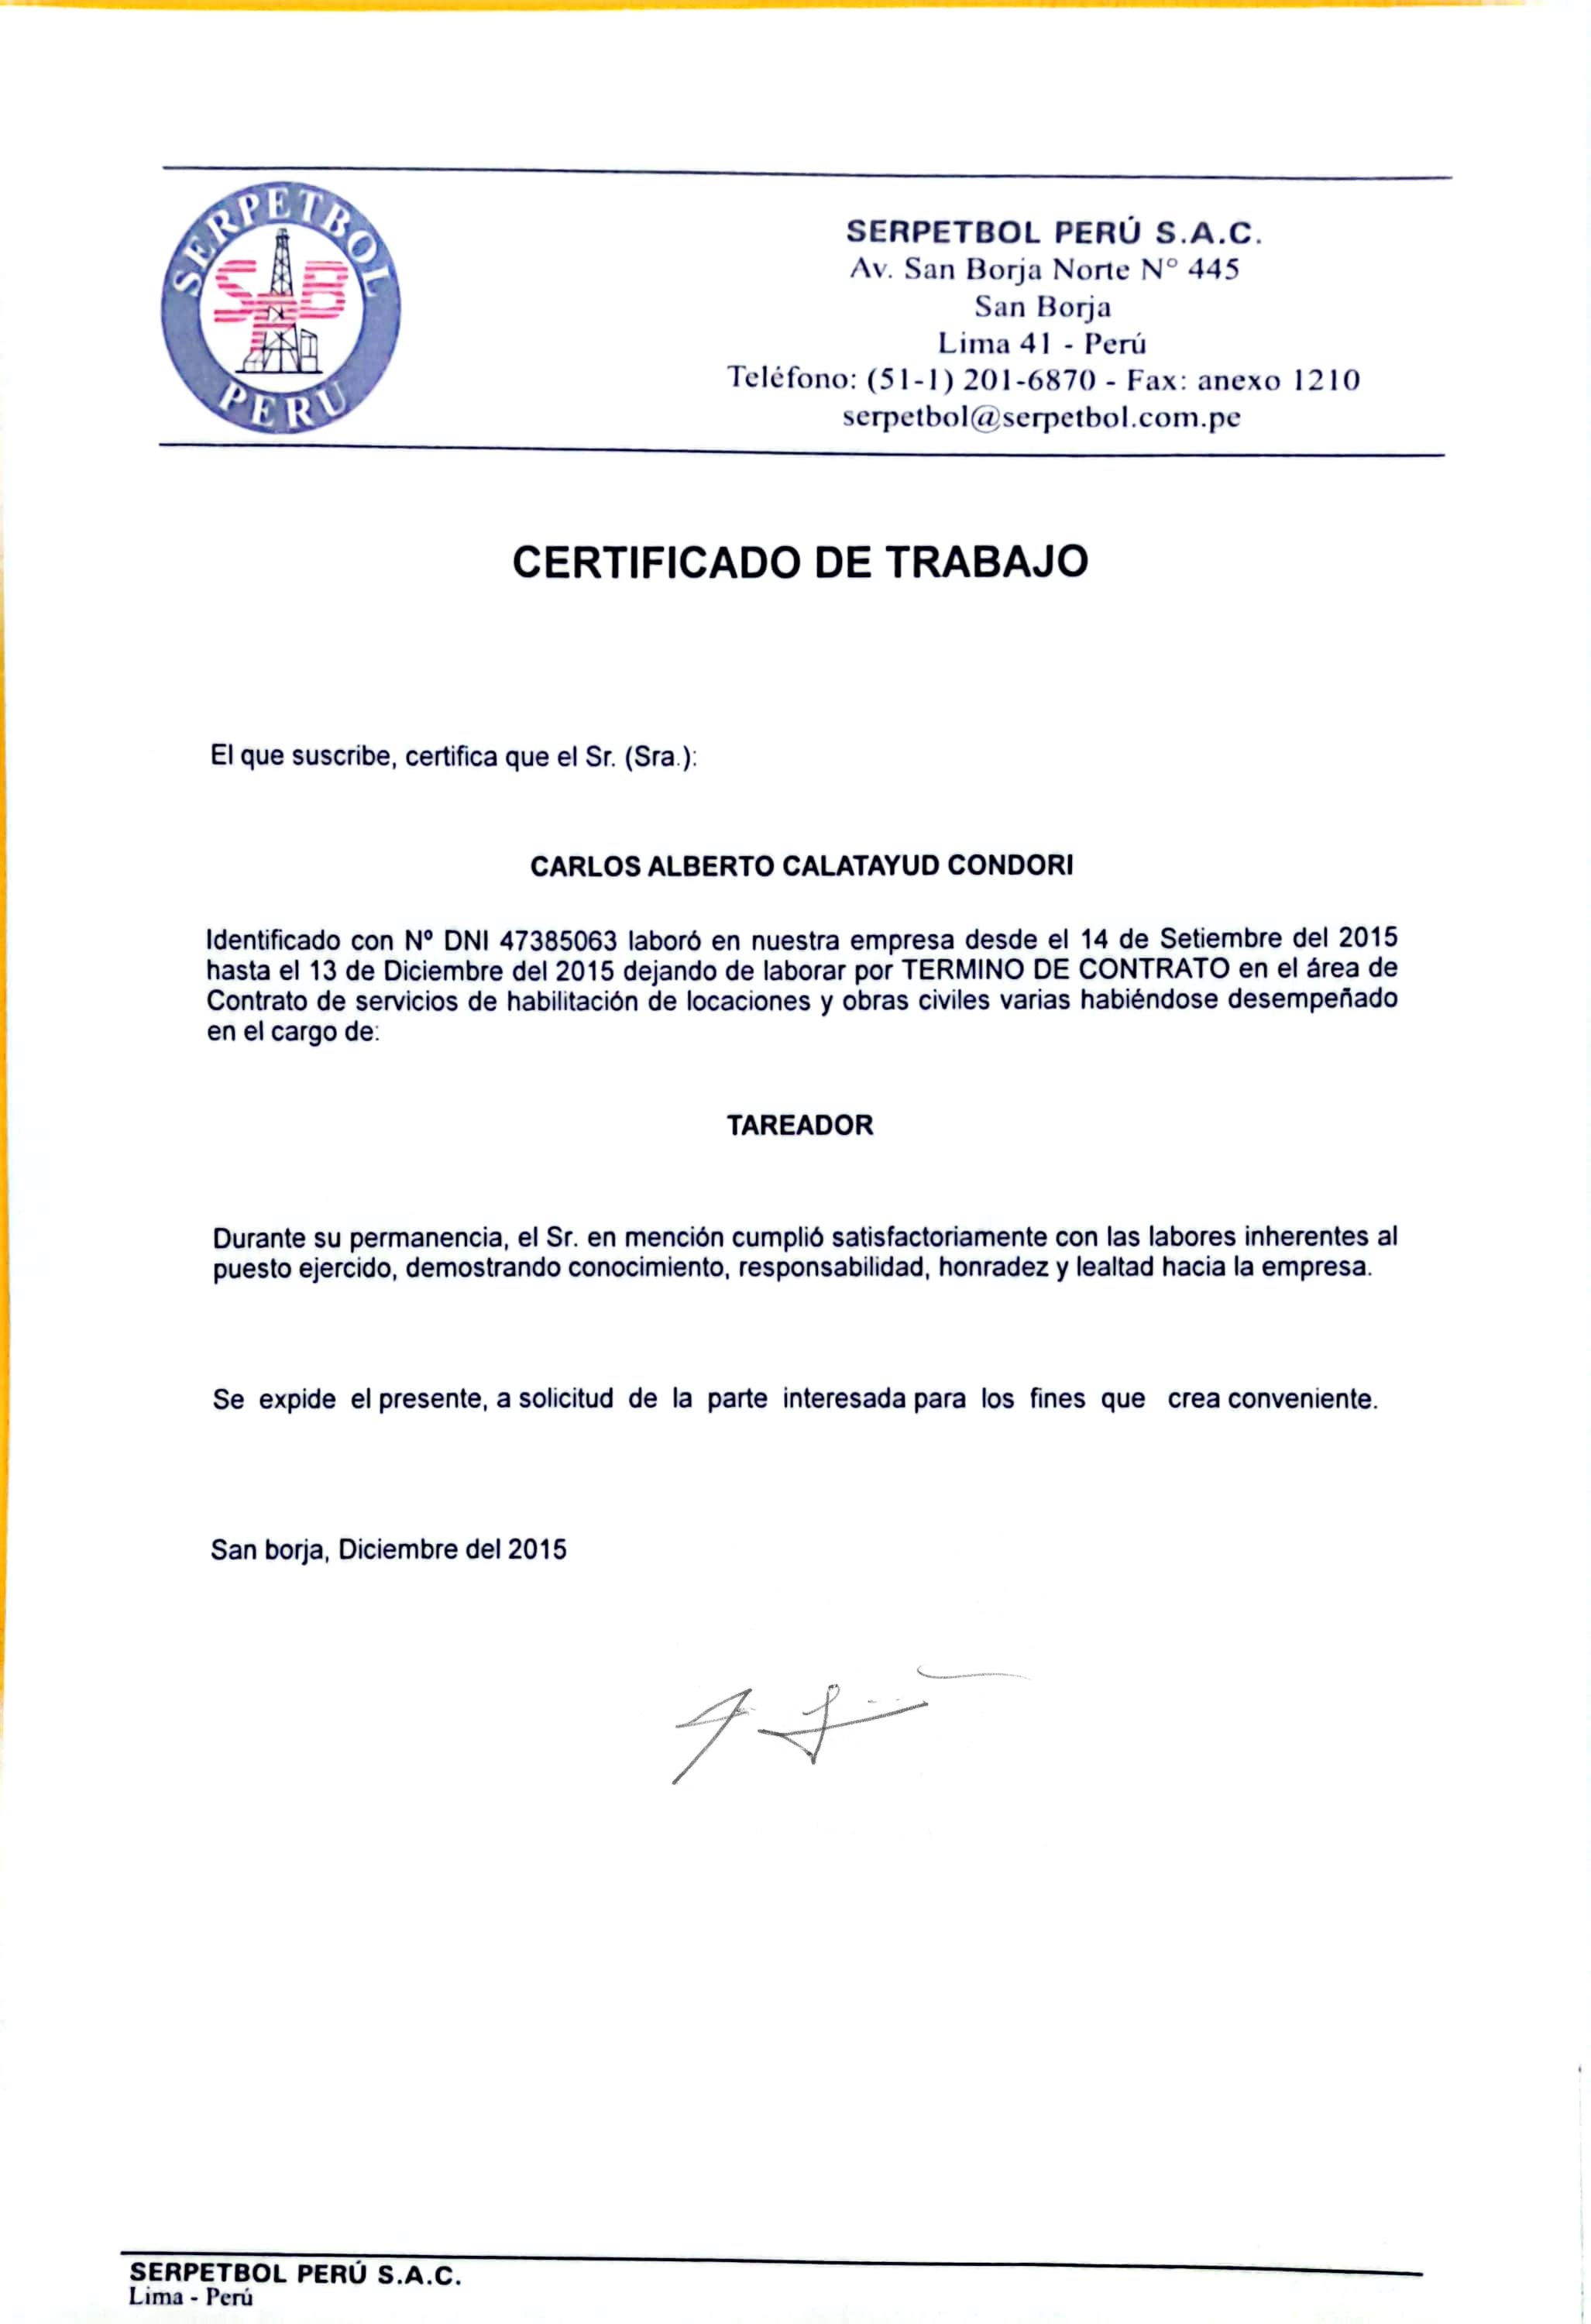 SERPETBOL
SPB
PERU
SERPETBOL PERÚ S.A.C.
Av. San Borja Norte N° 445
San Borja
Lima 41 - Perú
Teléfono: (51-1) 201-6870 - Fax: anexo 1210
serpetbol@serpetbol.com.pe
CERTIFICADO DE TRABAJO
El que suscribe, certifica que el Sr. (Sra.):
CARLOS ALBERTO CALATAYUD CONDORI
Identificado con Nº DNI 47385063 laboró en nuestra empresa desde el 14 de Setiembre del 2015
hasta el 13 de Diciembre del 2015 dejando de laborar por TERMINO DE CONTRATO en el área de
Contrato de servicios de habilitación de locaciones y obras civiles varias habiéndose desempeñado
en el cargo de:
TAREADOR
Durante su permanencia, el Sr. en mención cumplió satisfactoriamente con las labores inherentes al
puesto ejercido, demostrando conocimiento, responsabilidad, honradez y lealtad hacia la empresa.
Se expide el presente, a solicitud de la parte interesada para los fines que crea conveniente.
San borja, Diciembre del 2015
SERPETBOL PERÚ S.A.C.
Lima - Perú